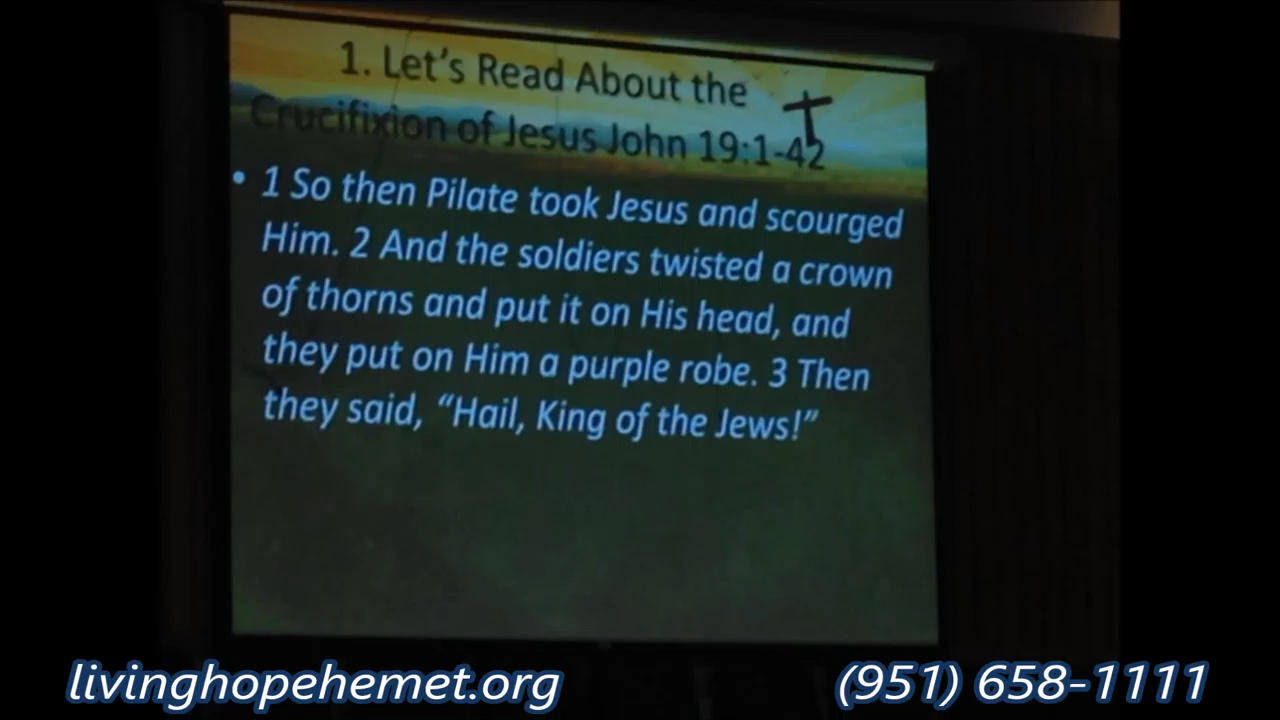 1. Let's Read About the
Crucifixion of Jesus John 19:1-42
• 1 So then Pilate took Jesus and scourged
Him. 2 And the soldiers twisted a crown
of thorns and put it on His head, and
they put on Him a purple robe. 3 Then
they said, “Hail, King of the Jews!”
livinghopehemet.org
(951) 658-1111